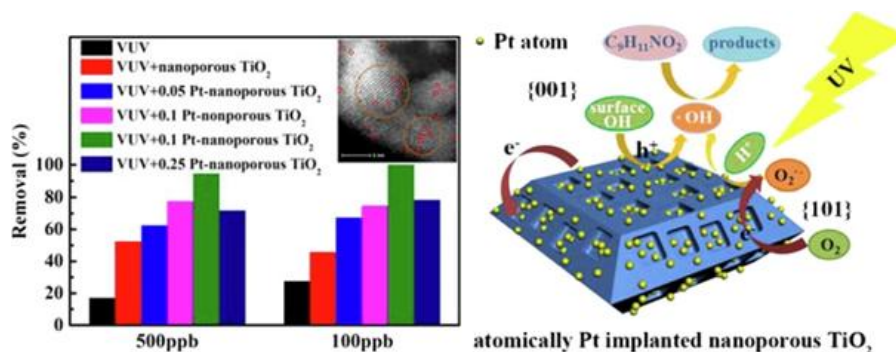 VUV
VUV+nanoporous TiO₂
VUV+0.05 Pt-nanoporous TiO₂
VUV+0.1 Pt-nonporous TiO₂
VUV+0.1 Pt-nanoporous TiO₂
VUV+0.25 Pt-nanoporous TiO₂
Removal (%)
100
80
60
40
20
0
500ppb
100ppb
Pt atom
C₉H₁₁NO₂
products
UV
{001}
surface
OH
·OH
e⁻
h⁺
H⁺
O₂·⁻
{101}
e⁻
O₂
atomically Pt implanted nanoporous TiO₂